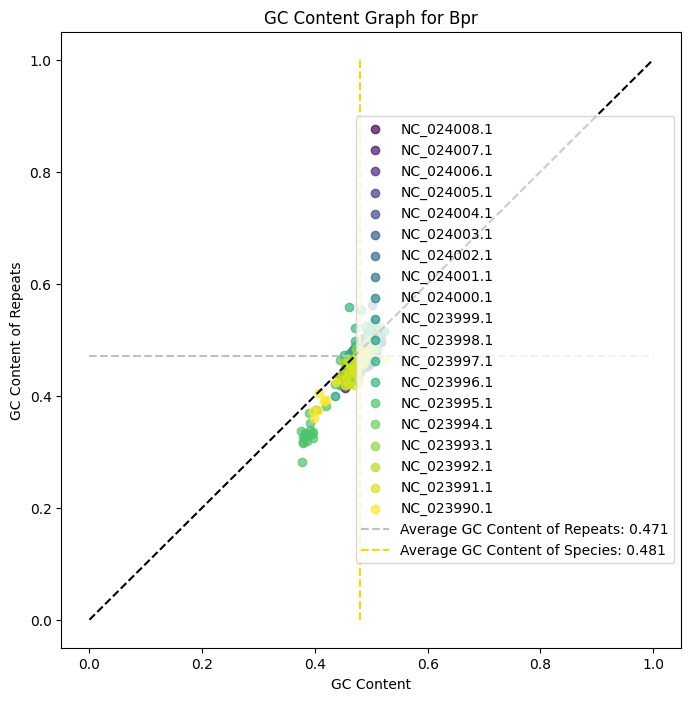 GC Content Graph for Bpr
1.0
0.8
0.6
0.4
0.2
0.0
GC Content of Repeats
NC_024008.1
NC_024007.1
NC_024006.1
NC_024005.1
NC_024004.1
NC_024003.1
NC_024002.1
NC_024001.1
NC_024000.1
NC_023999.1
NC_023998.1
NC_023997.1
NC_023996.1
NC_023995.1
NC_023994.1
NC_023993.1
NC_023992.1
NC_023991.1
NC_023990.1
Average GC Content of Repeats: 0.471
Average GC Content of Species: 0.481
0.0 0.2 0.4 0.6 0.8 1.0
GC Content